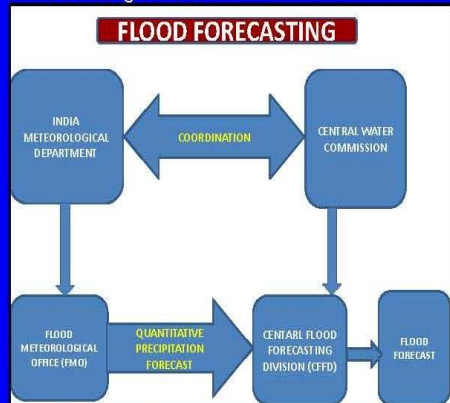 FLOOD FORECASTING
INDIA
METEOROLOGICAL
DEPARTMENT
COORDINATION
CENTRAL WATER
COMMISSION
FLOOD
METEOROLOGICAL
OFFICE (FMO)
QUANTITATIVE
PRECIPITATION
FORECAST
CENTARL FLOOD
FORECASTING
DIVISION (CFFD)
FLOOD
FORECAST